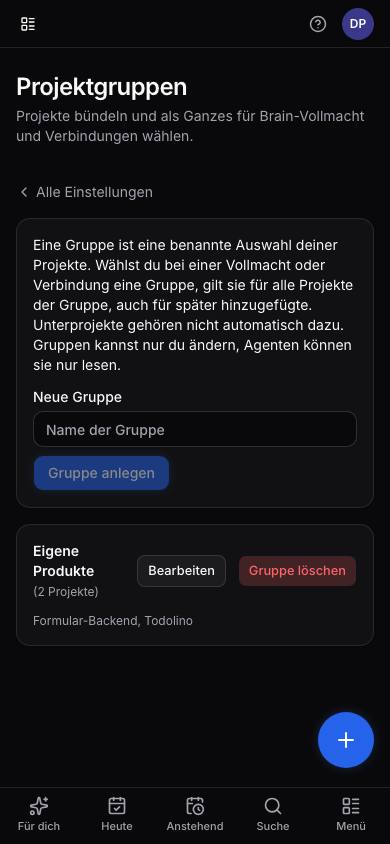 DP
Projektgruppen
Projekte bündeln und als Ganzes für Brain-Vollmacht
und Verbindungen wählen.
Alle Einstellungen
Eine Gruppe ist eine benannte Auswahl deiner
Projekte. Wählst du bei einer Vollmacht oder
Verbindung eine Gruppe, gilt sie für alle Projekte
der Gruppe, auch für später hinzugefügte.
Unterprojekte gehören nicht automatisch dazu.
Gruppen kannst nur du ändern, Agenten können
sie nur lesen.
Neue Gruppe
Name der Gruppe
Gruppe anlegen
Eigene
Produkte
(2 Projekte)
Bearbeiten
Gruppe löschen
Formular-Backend, Todolino
Für dich
Heute
Anstehend
Suche
Menü